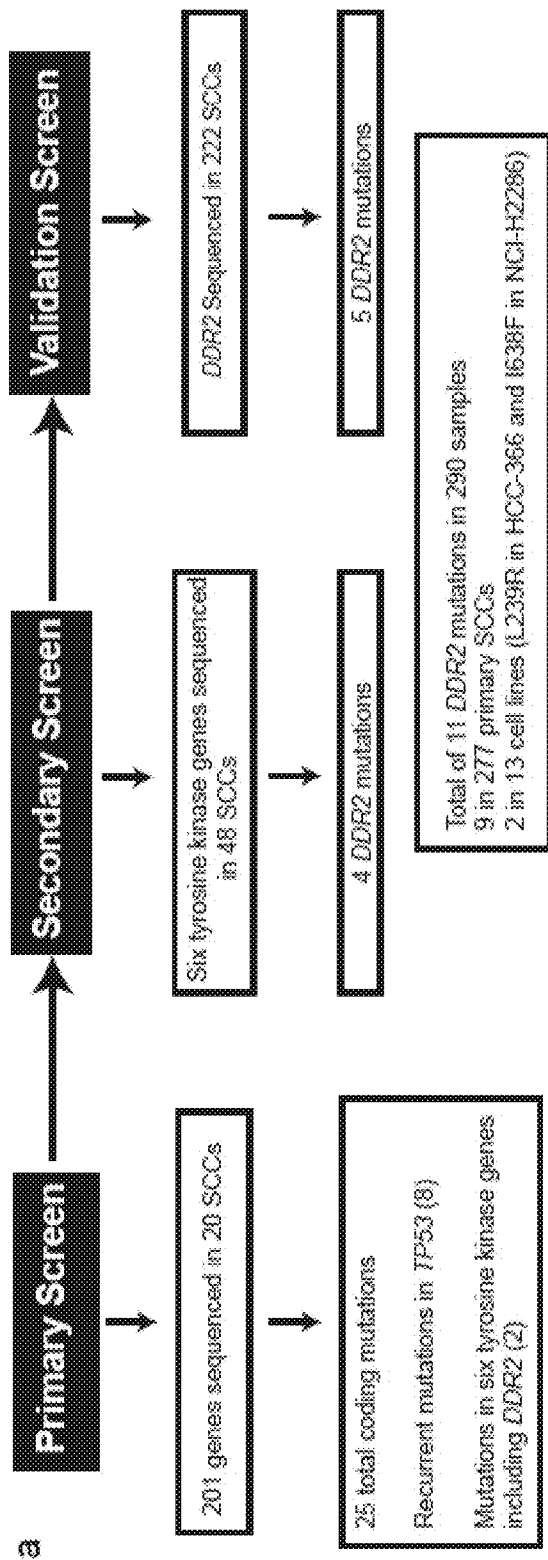 a
Primary Screen
Secondary Screen
Validation Screen
201 genes sequenced in 20 SCCs
Six tyrosine kinase genes sequenced
in 48 SCCs
DDR2 Sequenced in 222 SCCs
25 total coding mutations
Recurrent mutations in TP53 (8)
Mutations in six tyrosine kinase genes
including DDR2 (2)
4 DDR2 mutations
5 DDR2 mutations
Total of 11 DDR2 mutations in 290 samples
9 in 277 primary SCCs
2 in 13 cell lines (L239R in HCC-366 and I638F in NCI-H2286)